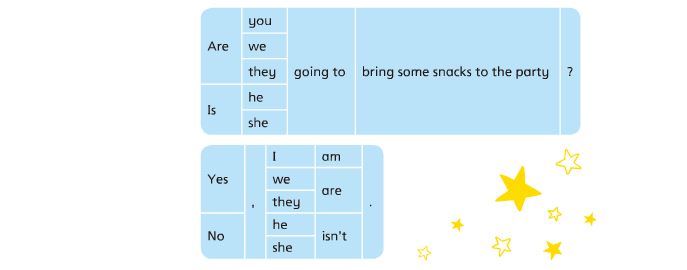 you
Are we
they going to bring some snacks to the party ?
Is he
she
I am
Yes we are
they
, .
No he isn't
she